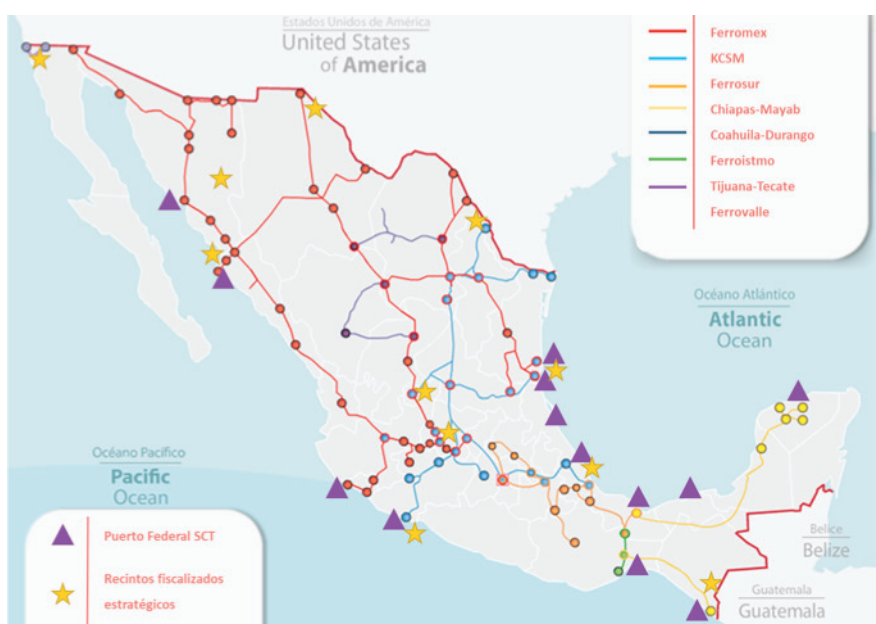 Estados Unidos de América
United States
of America
Ferromex
KCSM
Ferrosur
Chiapas-Mayab
Coahuila-Durango
Ferroistmo
Tijuana-Tecate
Ferrovalle
Océano Atlántico
Atlantic
Ocean
Océano Pacífico
Pacific
Ocean
Puerto Federal SCT
Recintos fiscalizados
estratégicos
Belice
Belize
Guatemala
Guatemala